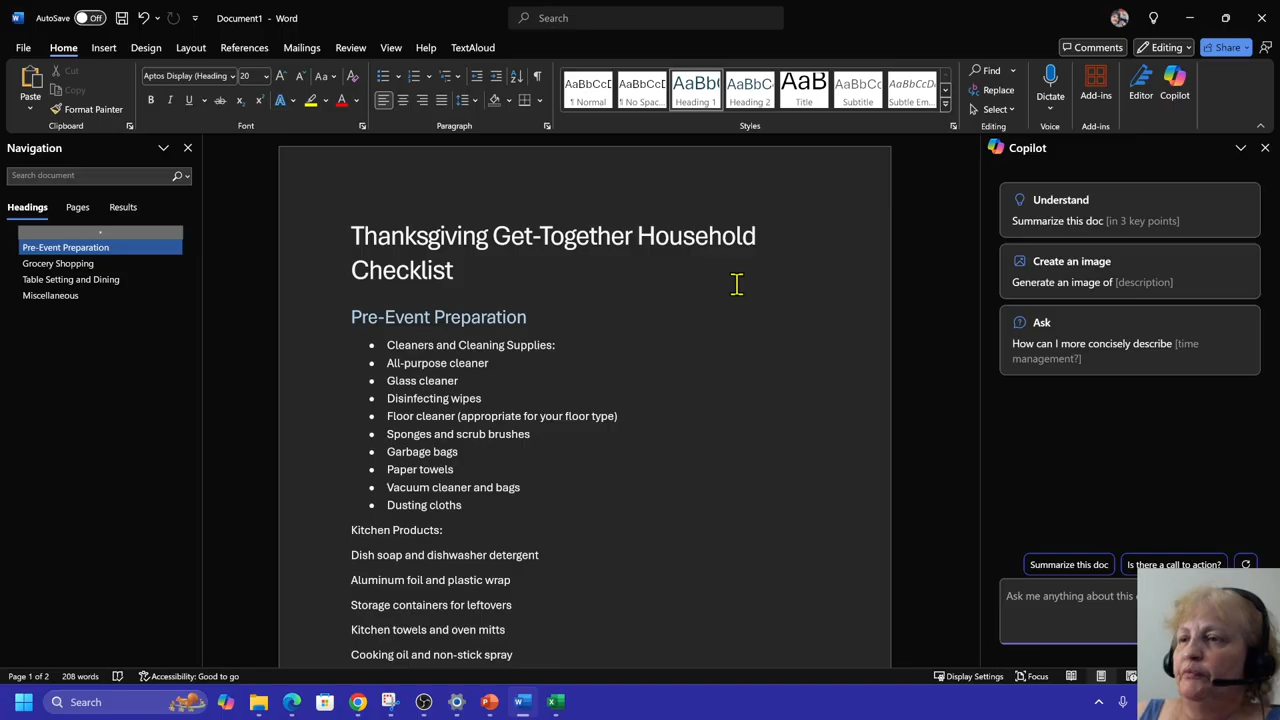 AutoSave Off Document1 - Word Search
File Home Insert Design Layout References Mailings Review View Help TextAloud Comments Editing Share
Paste Cut Copy Format Painter Clipboard
Aptos Display (Heading 20 Aa
B I U ab x₂ x² A A Font
Paragraph
AaBbCcDc ¶ Normal
AaBbCcDc ¶ No Spac...
AaBbC Heading 1
AaBbCc Heading 2
AaB Title
AaBbCc Subtitle
AaBbCcDc Subtle Em...
Styles
Find
Replace
Select
Editing
Dictate
Voice
Add-ins
Add-ins
Editor
Copilot
Navigation
Search document
Headings Pages Results
Pre-Event Preparation
Grocery Shopping
Table Setting and Dining
Miscellaneous
Thanksgiving Get-Together Household
Checklist
Pre-Event Preparation
• Cleaners and Cleaning Supplies:
• All-purpose cleaner
• Glass cleaner
• Disinfecting wipes
• Floor cleaner (appropriate for your floor type)
• Sponges and scrub brushes
• Garbage bags
• Paper towels
• Vacuum cleaner and bags
• Dusting cloths
Kitchen Products:
Dish soap and dishwasher detergent
Aluminum foil and plastic wrap
Storage containers for leftovers
Kitchen towels and oven mitts
Cooking oil and non-stick spray
Copilot
Understand
Summarize this doc [in 3 key points]
Create an image
Generate an image of [description]
Ask
How can I more concisely describe [time
management?]
Summarize this doc Is there a call to action?
Ask me anything about this
Page 1 of 2 208 words Accessibility: Good to go Display Settings Focus
Search